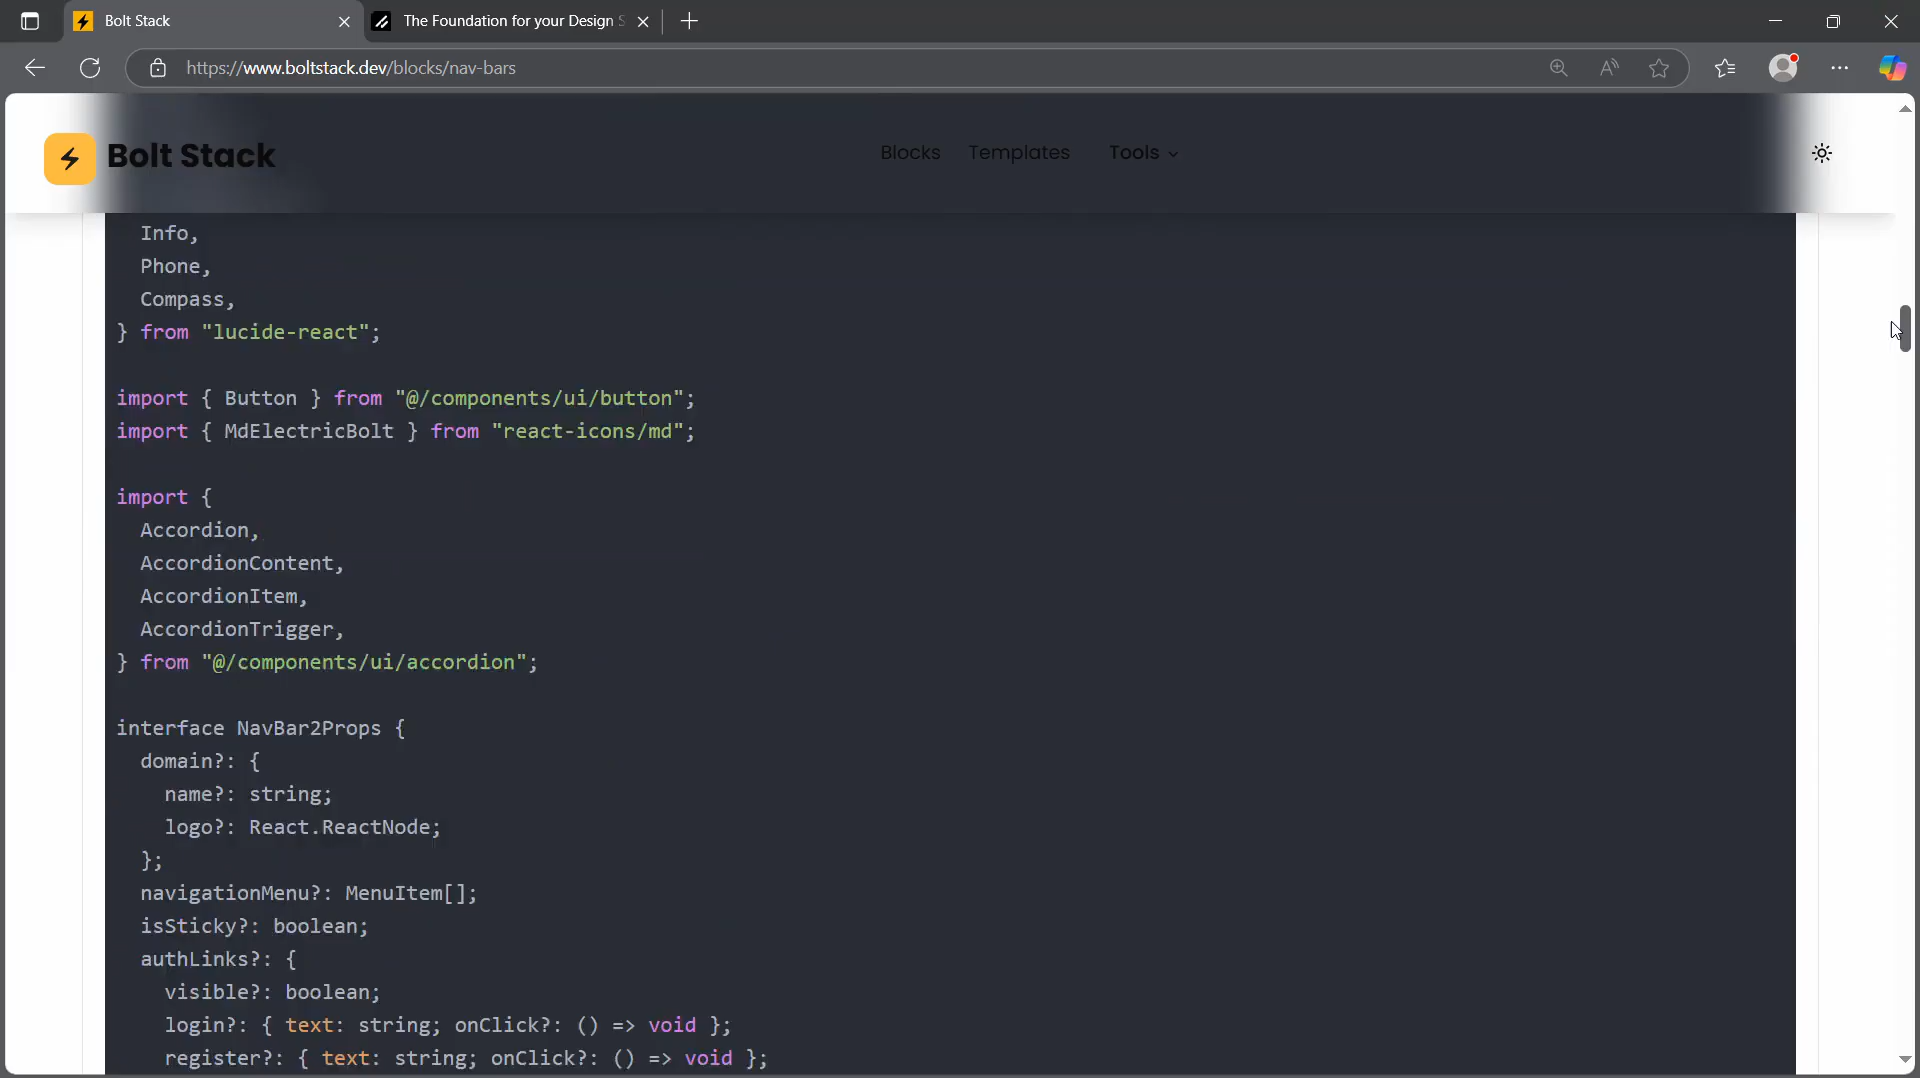 Bolt Stack
The Foundation for your Design S
https://www.boltstack.dev/blocks/nav-bars
Bolt Stack
Blocks
Templates
Tools
Info,
Phone,
Compass,
} from "lucide-react";
import { Button } from "@/components/ui/button";
import { MdElectricBolt } from "react-icons/md";
import {
Accordion,
AccordionContent,
AccordionItem,
AccordionTrigger,
} from "@/components/ui/accordion";
interface NavBar2Props {
domain?: {
name?: string;
logo?: React.ReactNode;
};
navigationMenu?: MenuItem[];
isSticky?: boolean;
authLinks?: {
visible?: boolean;
login?: { text: string; onClick?: () => void };
register?: { text: string; onClick?: () => void };